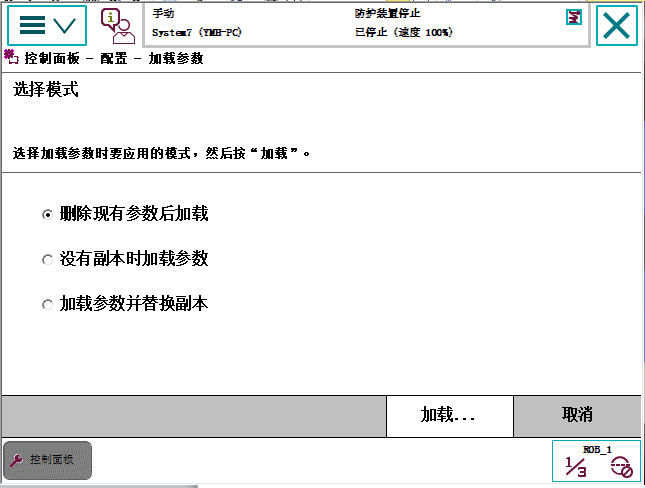 手动
防护装置停止
System7 (YMH-PC)
已停止 (速度 100%)
控制面板 - 配置 - 加载参数
选择模式
选择加载参数时要应用的模式，然后按“加载”。
删除现有参数后加载
没有副本时加载参数
加载参数并替换副本
加载...
取消
控制面板
ROB_1
1/3